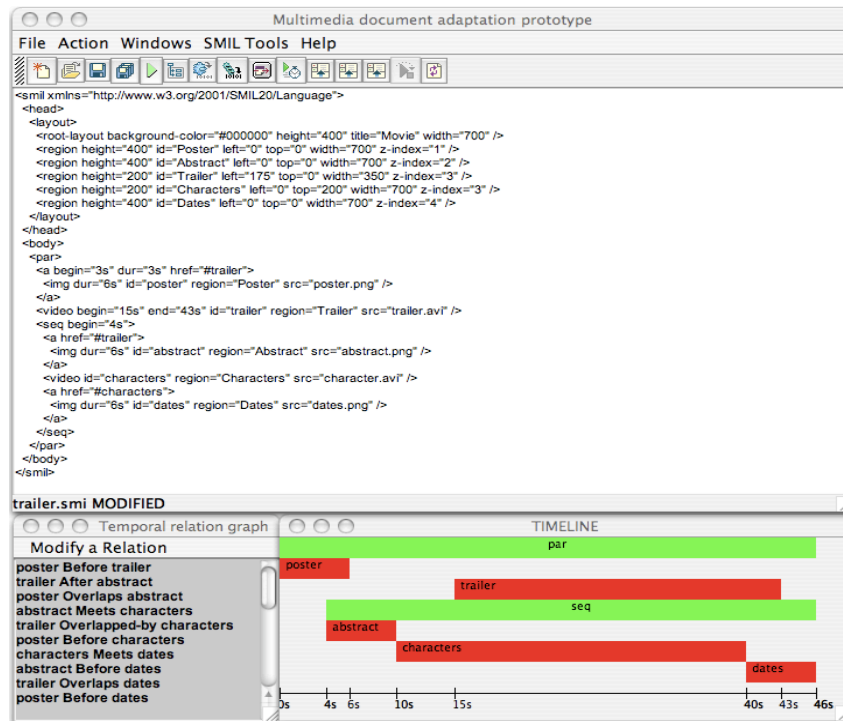 Multimedia document adaptation prototype
File Action Windows SMIL Tools Help
<smil xmlns="http://www.w3.org/2001/SMIL20/Language">
<head>
<layout>
<root-layout background-color="#000000" height="400" title="Movie" width="700" />
<region height="400" id="Poster" left="0" top="0" width="700" z-index="1" />
<region height="400" id="Abstract" left="0" top="0" width="700" z-index="2" />
<region height="200" id="Trailer" left="175" top="0" width="350" z-index="3" />
<region height="200" id="Characters" left="0" top="200" width="700" z-index="3" />
<region height="400" id="Dates" left="0" top="0" width="700" z-index="4" />
</layout>
</head>
<body>
<par>
<a begin="3s" dur="3s" href="#trailer">
<img dur="6s" id="poster" region="Poster" src="poster.png" />
</a>
<video begin="15s" end="43s" id="trailer" region="Trailer" src="trailer.avi" />
<seq begin="4s">
<a href="#trailer">
<img dur="6s" id="abstract" region="Abstract" src="abstract.png" />
</a>
<video id="characters" region="Characters" src="character.avi" />
<a href="#characters">
<img dur="6s" id="dates" region="Dates" src="dates.png" />
</a>
</seq>
</par>
</body>
</smil>
trailer.smi MODIFIED
Temporal relation graph
Modify a Relation
poster Before trailer
trailer After abstract
poster Overlaps abstract
abstract Meets characters
trailer Overlapped-by characters
poster Before characters
characters Meets dates
abstract Before dates
trailer Overlaps dates
poster Before dates
TIMELINE
par
poster
trailer
seq
abstract
characters
dates
0s 4s 6s 10s 15s 40s 43s 46s